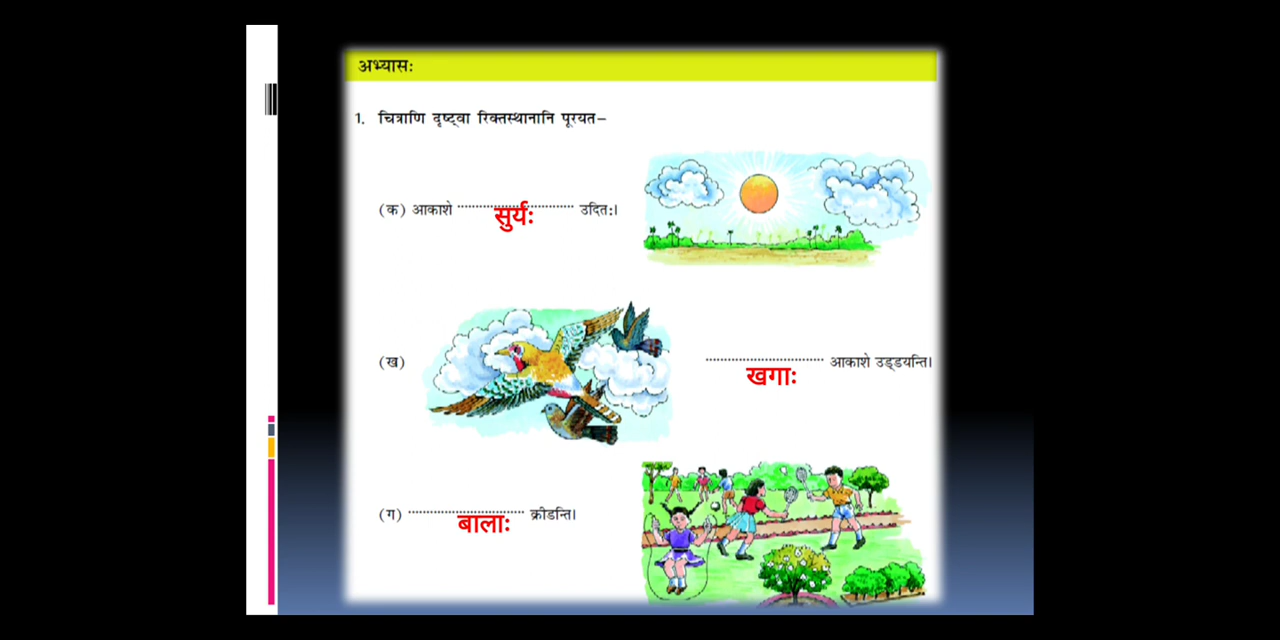 अभ्यासः
1. चित्राणि दृष्ट्वा रिक्तस्थानानि पूरयत–
(क) आकाशे .............सुर्यः............. उदितः।
(ख) .............खगाः............. आकाशे उड्डयन्ति।
(ग) .............बालाः............. क्रीडन्ति।